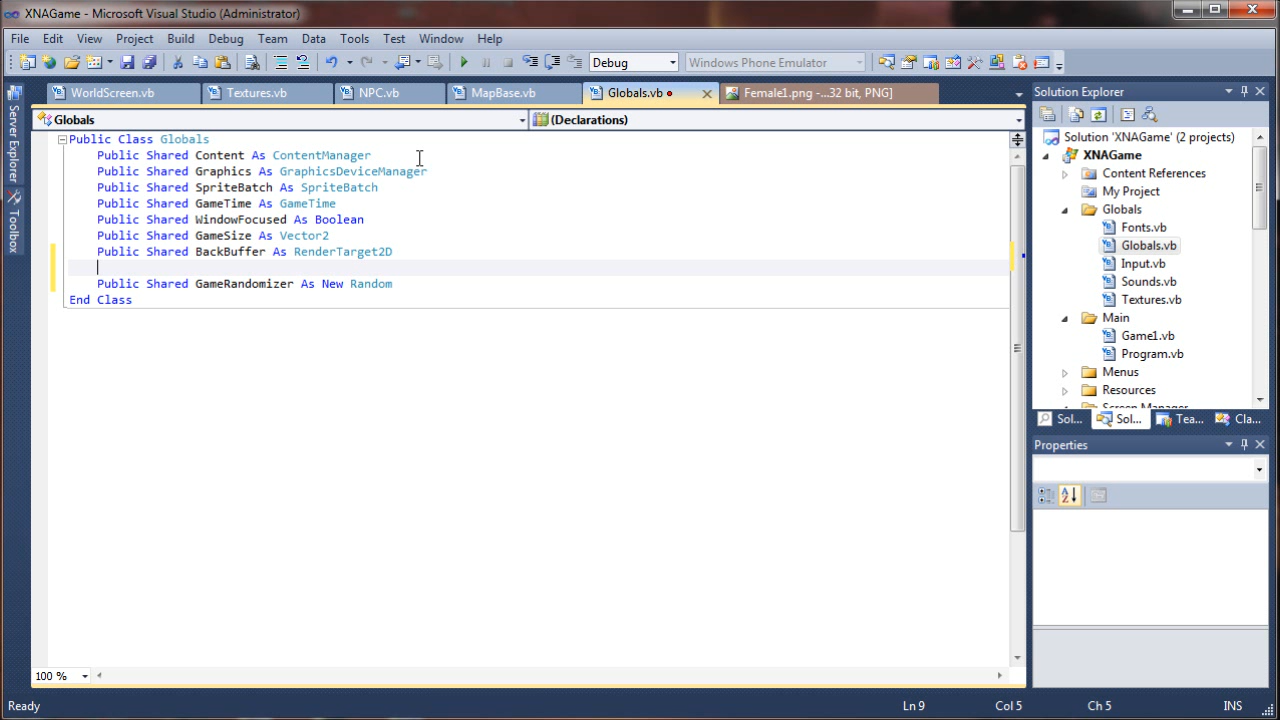 XNAGame - Microsoft Visual Studio (Administrator)
File Edit View Project Build Debug Team Data Tools Test Window Help
Debug Windows Phone Emulator
WorldScreen.vb Textures.vb NPC.vb MapBase.vb Globals.vb Female1.png -...32 bit, PNG]
Globals (Declarations)
Public Class Globals
Public Shared Content As ContentManager
Public Shared Graphics As GraphicsDeviceManager
Public Shared SpriteBatch As SpriteBatch
Public Shared GameTime As GameTime
Public Shared WindowFocused As Boolean
Public Shared GameSize As Vector2
Public Shared BackBuffer As RenderTarget2D
Public Shared GameRandomizer As New Random
End Class
Server Explorer
Toolbox
100 %
Solution Explorer
Solution 'XNAGame' (2 projects)
XNAGame
Content References
My Project
Globals
Fonts.vb
Globals.vb
Input.vb
Sounds.vb
Textures.vb
Main
Game1.vb
Program.vb
Menus
Resources
Screen Manager
Sol... Sol... Tea... Cla...
Properties
Ready Ln 9 Col 5 Ch 5 INS